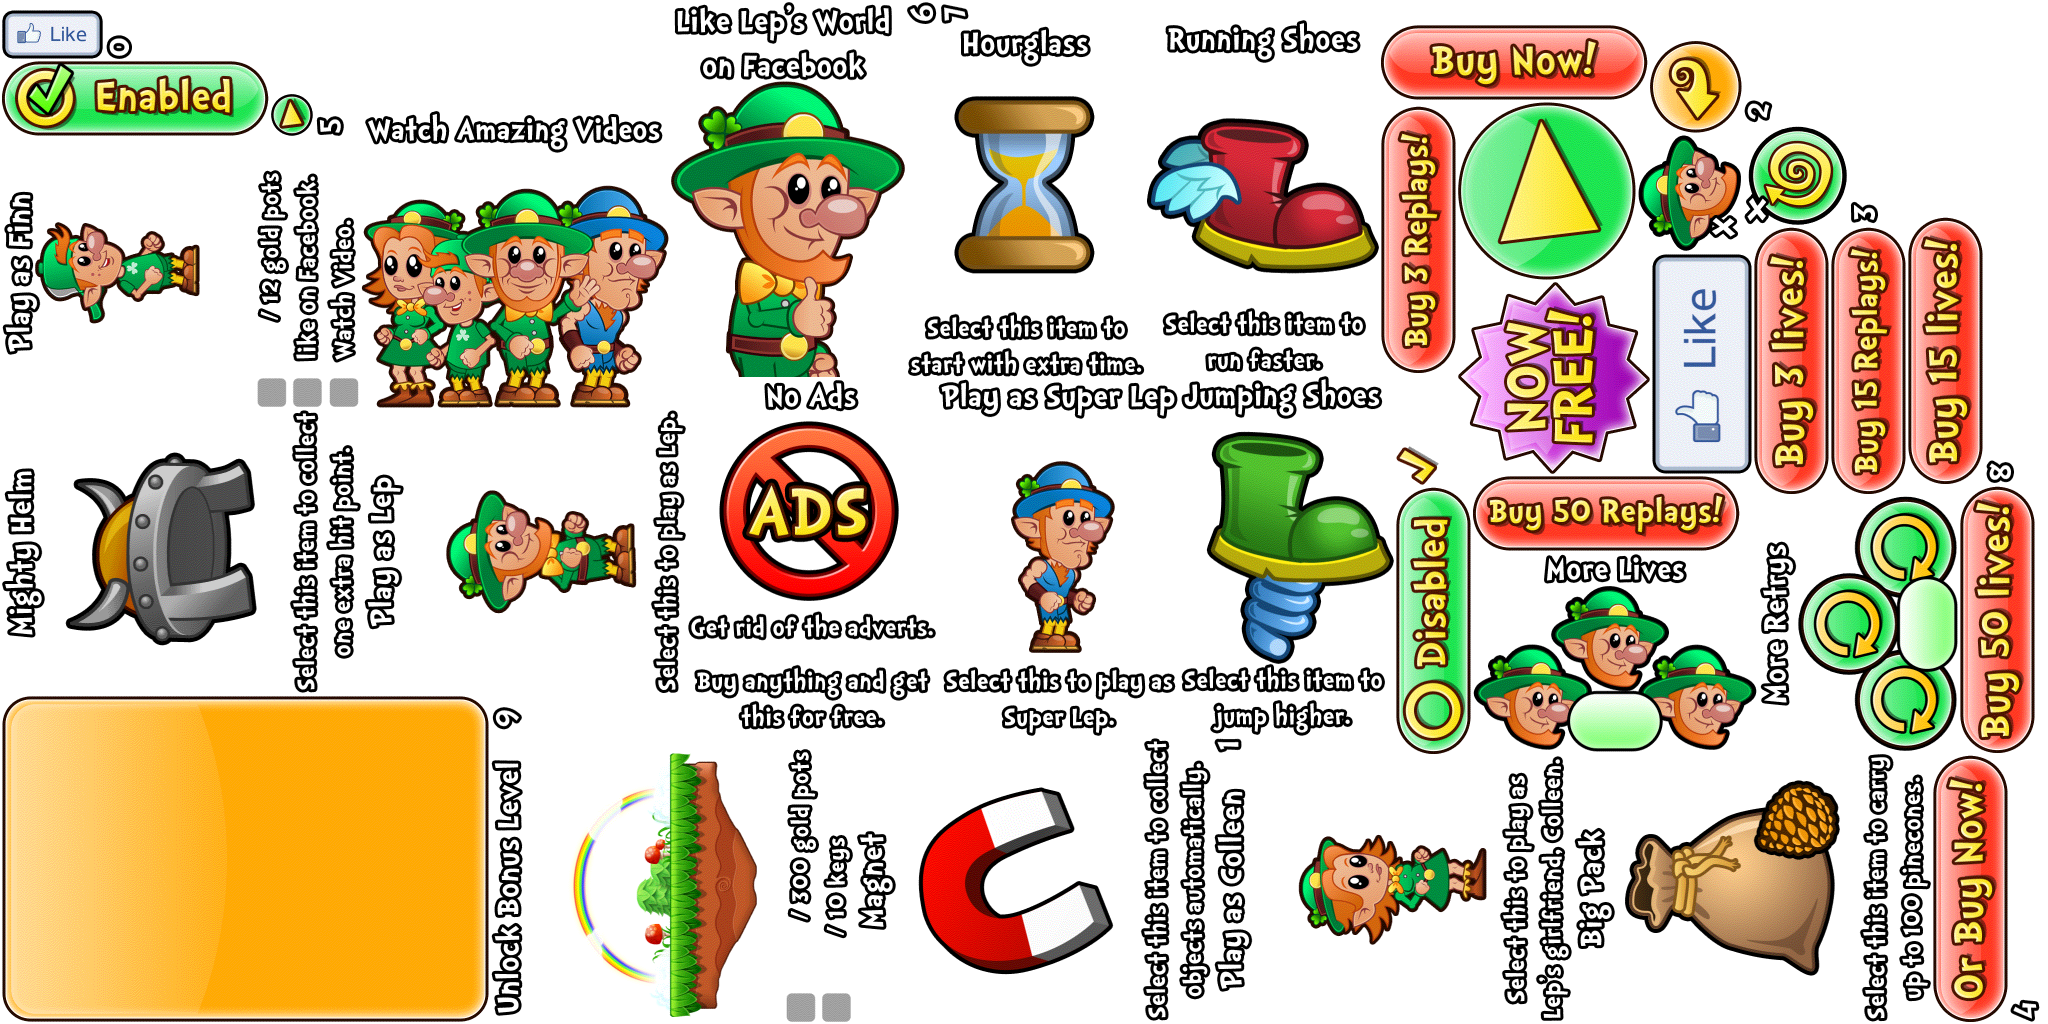 Like
0
Enabled
5
Watch Amazing Videos
Like Lep's World
on Facebook
6
7
Hourglass
Running Shoes
Buy Now!
2
Play as Finn
/ 12 gold pots
like on Facebook.
Watch Video.
Select this item to
start with extra time.
Select this item to
run faster.
Buy 3 Replays!
NOW
FREE!
Like
x
x
3
Buy 3 lives!
Buy 15 Replays!
Buy 15 lives!
Mighty Helm
Select this item to collect
one extra hit point.
Play as Lep
Select this to play as Lep.
No Ads
ADS
Get rid of the adverts.
Buy anything and get
this for free.
Play as Super Lep
Select this to play as
Super Lep.
Jumping Shoes
Select this item to
jump higher.
Disabled
Buy 50 Replays!
More Lives
More Retrys
8
Buy 50 lives!
9
Unlock Bonus Level
/ 300 gold pots
/ 10 keys
Magnet
Select this item to collect
objects automatically.
1
Play as Colleen
Select this to play as
Lep's girlfriend, Colleen.
Big Pack
Select this item to carry
up to 100 pinecones.
Or Buy Now!
4